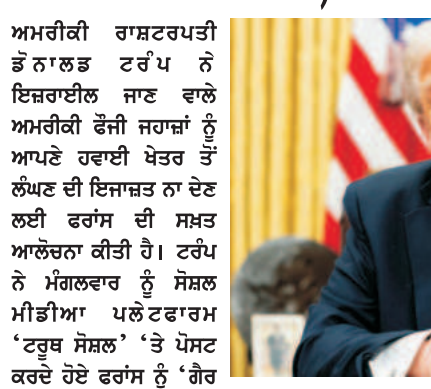 ਅਮਰੀਕੀ ਰਾਸ਼ਟਰਪਤੀ
ਡੋਨਾਲਡ ਟਰੰਪ ਨੇ
ਇਜ਼ਰਾਈਲ ਜਾਣ ਵਾਲੇ
ਅਮਰੀਕੀ ਫੌਜੀ ਜਹਾਜ਼ਾਂ ਨੂੰ
ਆਪਣੇ ਹਵਾਈ ਖੇਤਰ ਤੋਂ
ਲੰਘਣ ਦੀ ਇਜਾਜ਼ਤ ਨਾ ਦੇਣ
ਲਈ ਫਰਾਂਸ ਦੀ ਸਖ਼ਤ
ਆਲੋਚਨਾ ਕੀਤੀ ਹੈ। ਟਰੰਪ
ਨੇ ਮੰਗਲਵਾਰ ਨੂੰ ਸੋਸ਼ਲ
ਮੀਡੀਆ ਪਲੇਟਫਾਰਮ
‘ਟਰੂਥ ਸੋਸ਼ਲ’ ‘ਤੇ ਪੋਸਟ
ਕਰਦੇ ਹੋਏ ਫਰਾਂਸ ਨੂੰ ‘ਗੈਰ